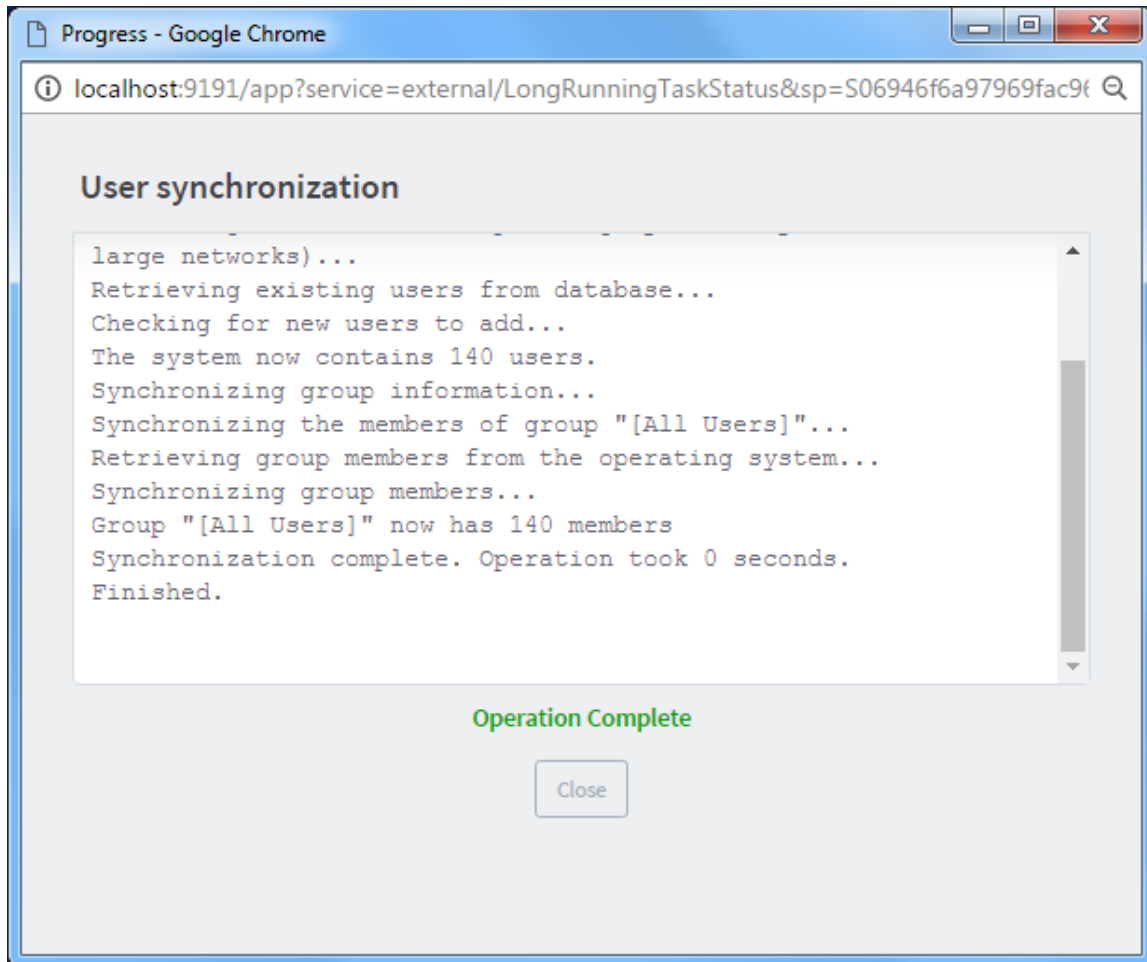 Progress - Google Chrome
localhost:9191/app?service=external/LongRunningTaskStatus&sp=S06946f6a97969fac96
User synchronization
large networks)...
Retrieving existing users from database...
Checking for new users to add...
The system now contains 140 users.
Synchronizing group information...
Synchronizing the members of group "[All Users]"...
Retrieving group members from the operating system...
Synchronizing group members...
Group "[All Users]" now has 140 members
Synchronization complete. Operation took 0 seconds.
Finished.
Operation Complete
Close